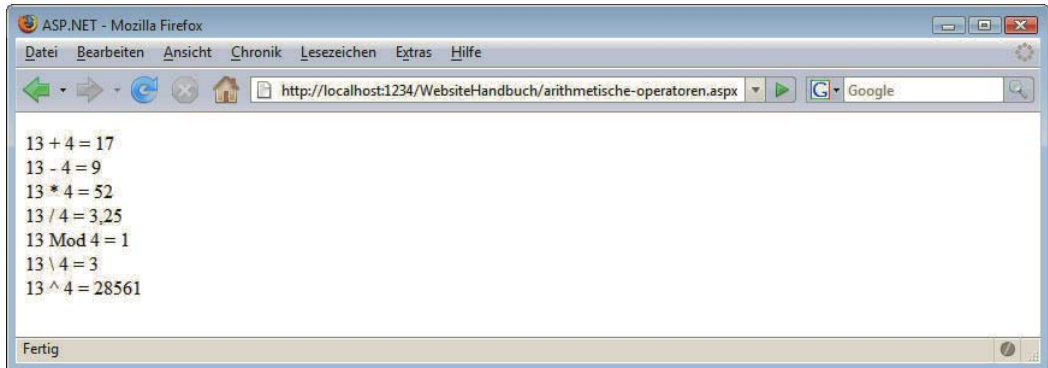 ASP.NET - Mozilla Firefox
Datei Bearbeiten Ansicht Chronik Lesezeichen Extras Hilfe
http://localhost:1234/WebsiteHandbuch/arithmetische-operatoren.aspx G Google
13 + 4 = 17
13 - 4 = 9
13 * 4 = 52
13 / 4 = 3,25
13 Mod 4 = 1
13 \ 4 = 3
13 ^ 4 = 28561
Fertig